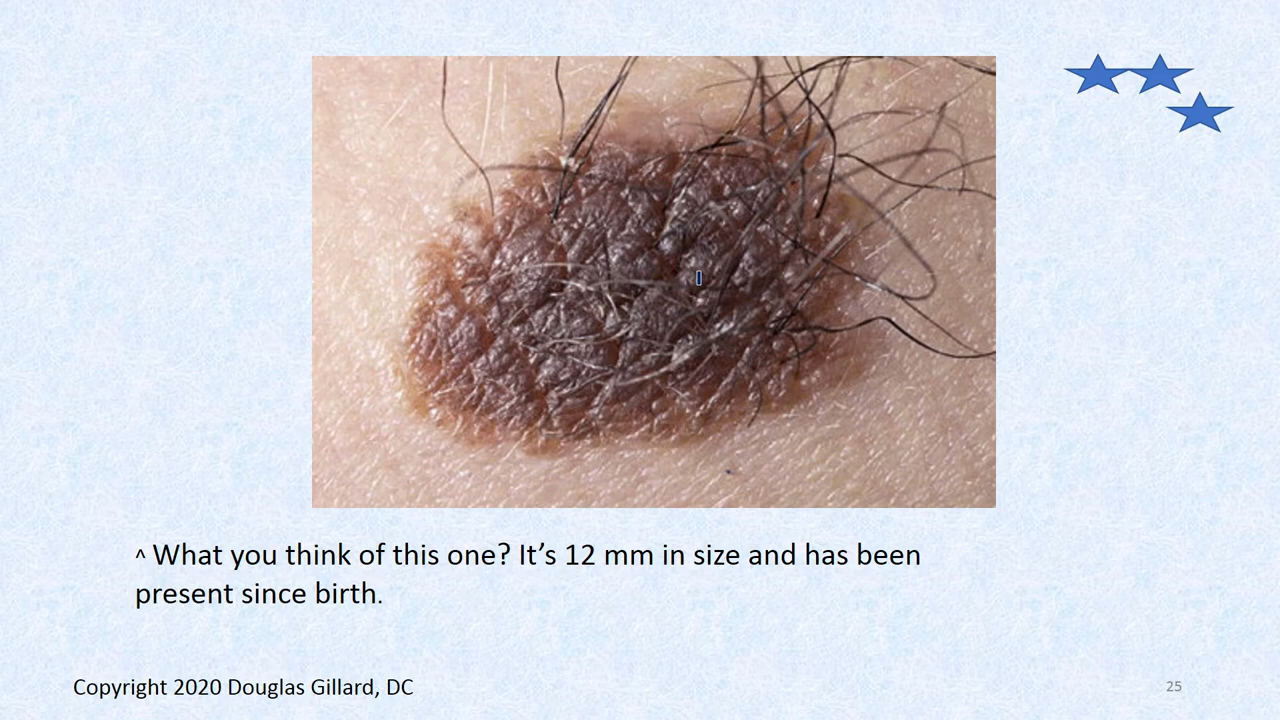 ^ What you think of this one? It’s 12 mm in size and has been
present since birth.
Copyright 2020 Douglas Gillard, DC
25